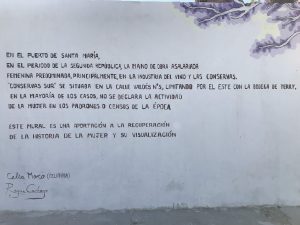 EN EL PUERTO DE SANTA MARÍA,
EN EL PERIODO DE LA SEGUNDA REPÚBLICA, LA MANO DE OBRA ASALARIADA
FEMENINA PREDOMINABA, PRINCIPALMENTE, EN LA INDUSTRIA DEL VINO Y LAS CONSERVAS.
"CONSERVAS SUR" SE SITUABA EN LA CALLE VALDÉS Nº5, LIMITANDO POR EL ESTE CON LA BODEGA DE TERRY.
EN LA MAYORÍA DE LOS CASOS, NO SE DECLARA LA ACTIVIDAD
DE LA MUJER EN LOS PADRONES O CENSOS DE LA ÉPOCA.
ESTE MURAL ES UNA APORTACIÓN A LA RECUPERACIÓN
DE LA HISTORIA DE LA MUJER Y SU VISUALIZACIÓN